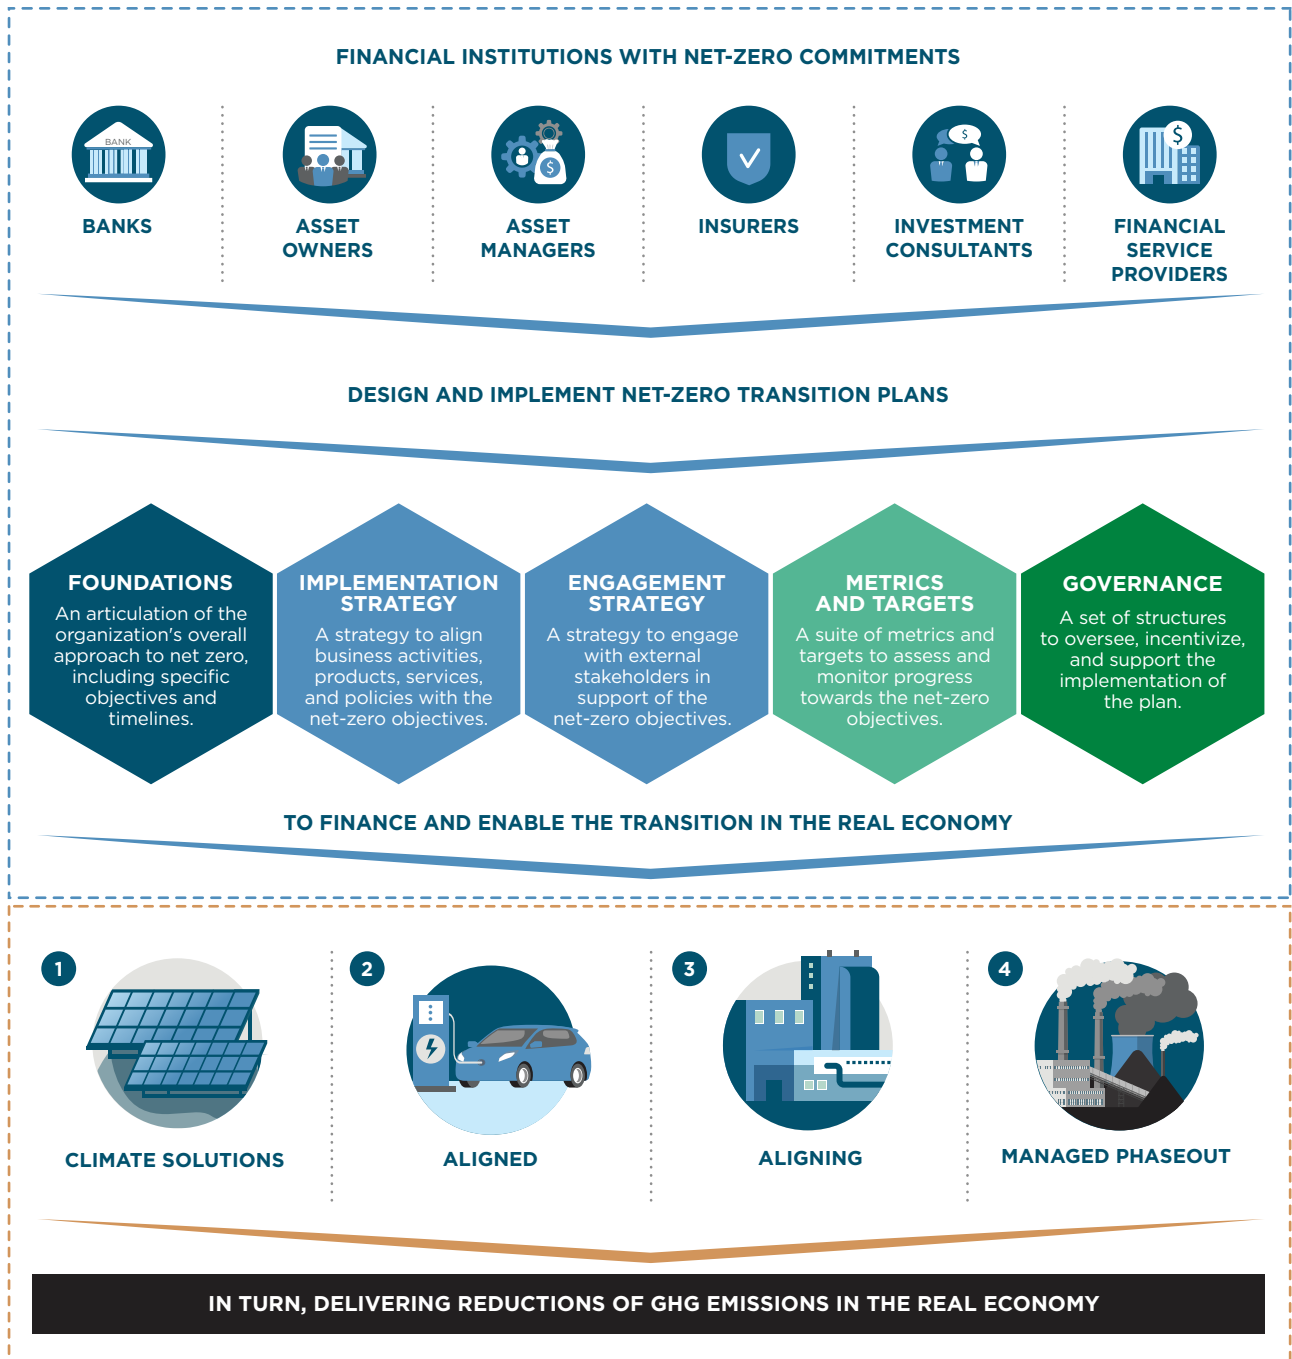 FINANCIAL INSTITUTIONS WITH NET-ZERO COMMITMENTS
BANK
$
$
$
BANKS
ASSET
OWNERS
ASSET
MANAGERS
INSURERS
INVESTMENT
CONSULTANTS
FINANCIAL
SERVICE
PROVIDERS
DESIGN AND IMPLEMENT NET-ZERO TRANSITION PLANS
FOUNDATIONS
An articulation of the
organization's overall
approach to net zero,
including specific
objectives and
timelines.
IMPLEMENTATION
STRATEGY
A strategy to align
business activities,
products, services,
and policies with the
net-zero objectives.
ENGAGEMENT
STRATEGY
A strategy to engage
with external
stakeholders in
support of the
net-zero objectives.
METRICS
AND TARGETS
A suite of metrics and
targets to assess and
monitor progress
towards the net-zero
objectives.
GOVERNANCE
A set of structures
to oversee, incentivize,
and support the
implementation of
the plan.
TO FINANCE AND ENABLE THE TRANSITION IN THE REAL ECONOMY
1
CLIMATE SOLUTIONS
2
ALIGNED
3
ALIGNING
4
MANAGED PHASEOUT
IN TURN, DELIVERING REDUCTIONS OF GHG EMISSIONS IN THE REAL ECONOMY